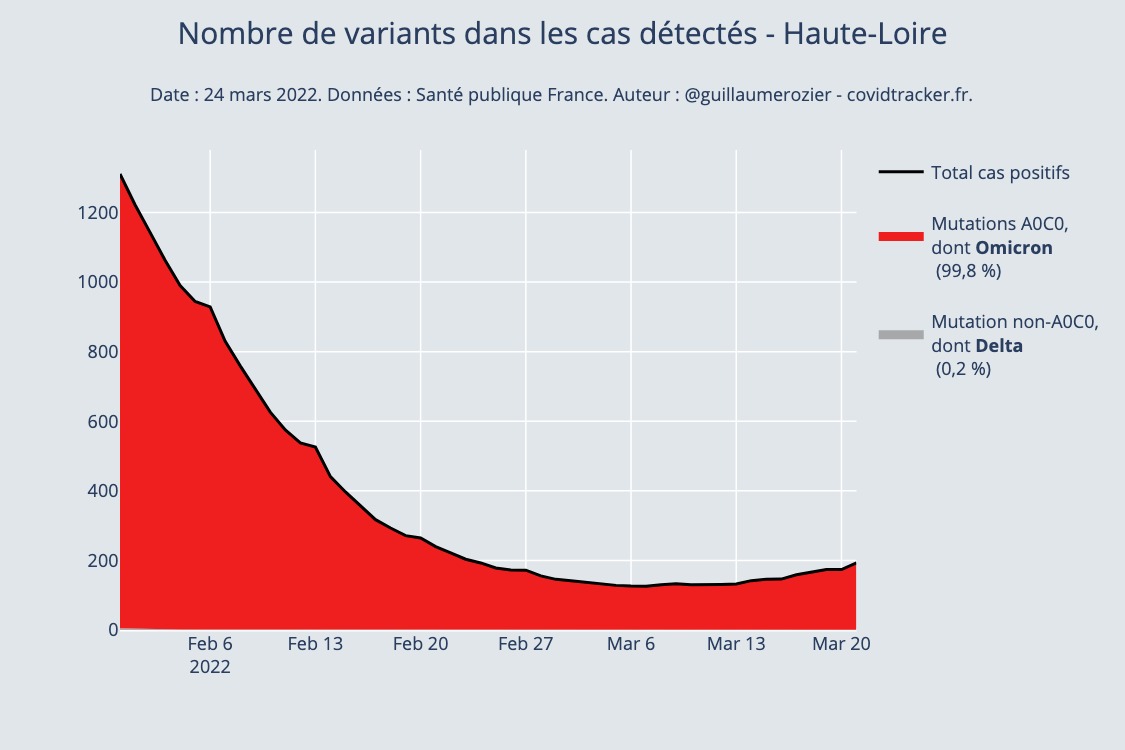 Nombre de variants dans les cas détectés - Haute-Loire
Date : 24 mars 2022. Données : Santé publique France. Auteur : @guillaumerozier - covidtracker.fr.
Total cas positifs
Mutations A0C0,
dont Omicron
(99,8 %)
Mutation non-A0C0,
dont Delta
(0,2 %)
1200
1000
800
600
400
200
0
Feb 6 Feb 13 Feb 20 Feb 27 Mar 6 Mar 13 Mar 20
2022